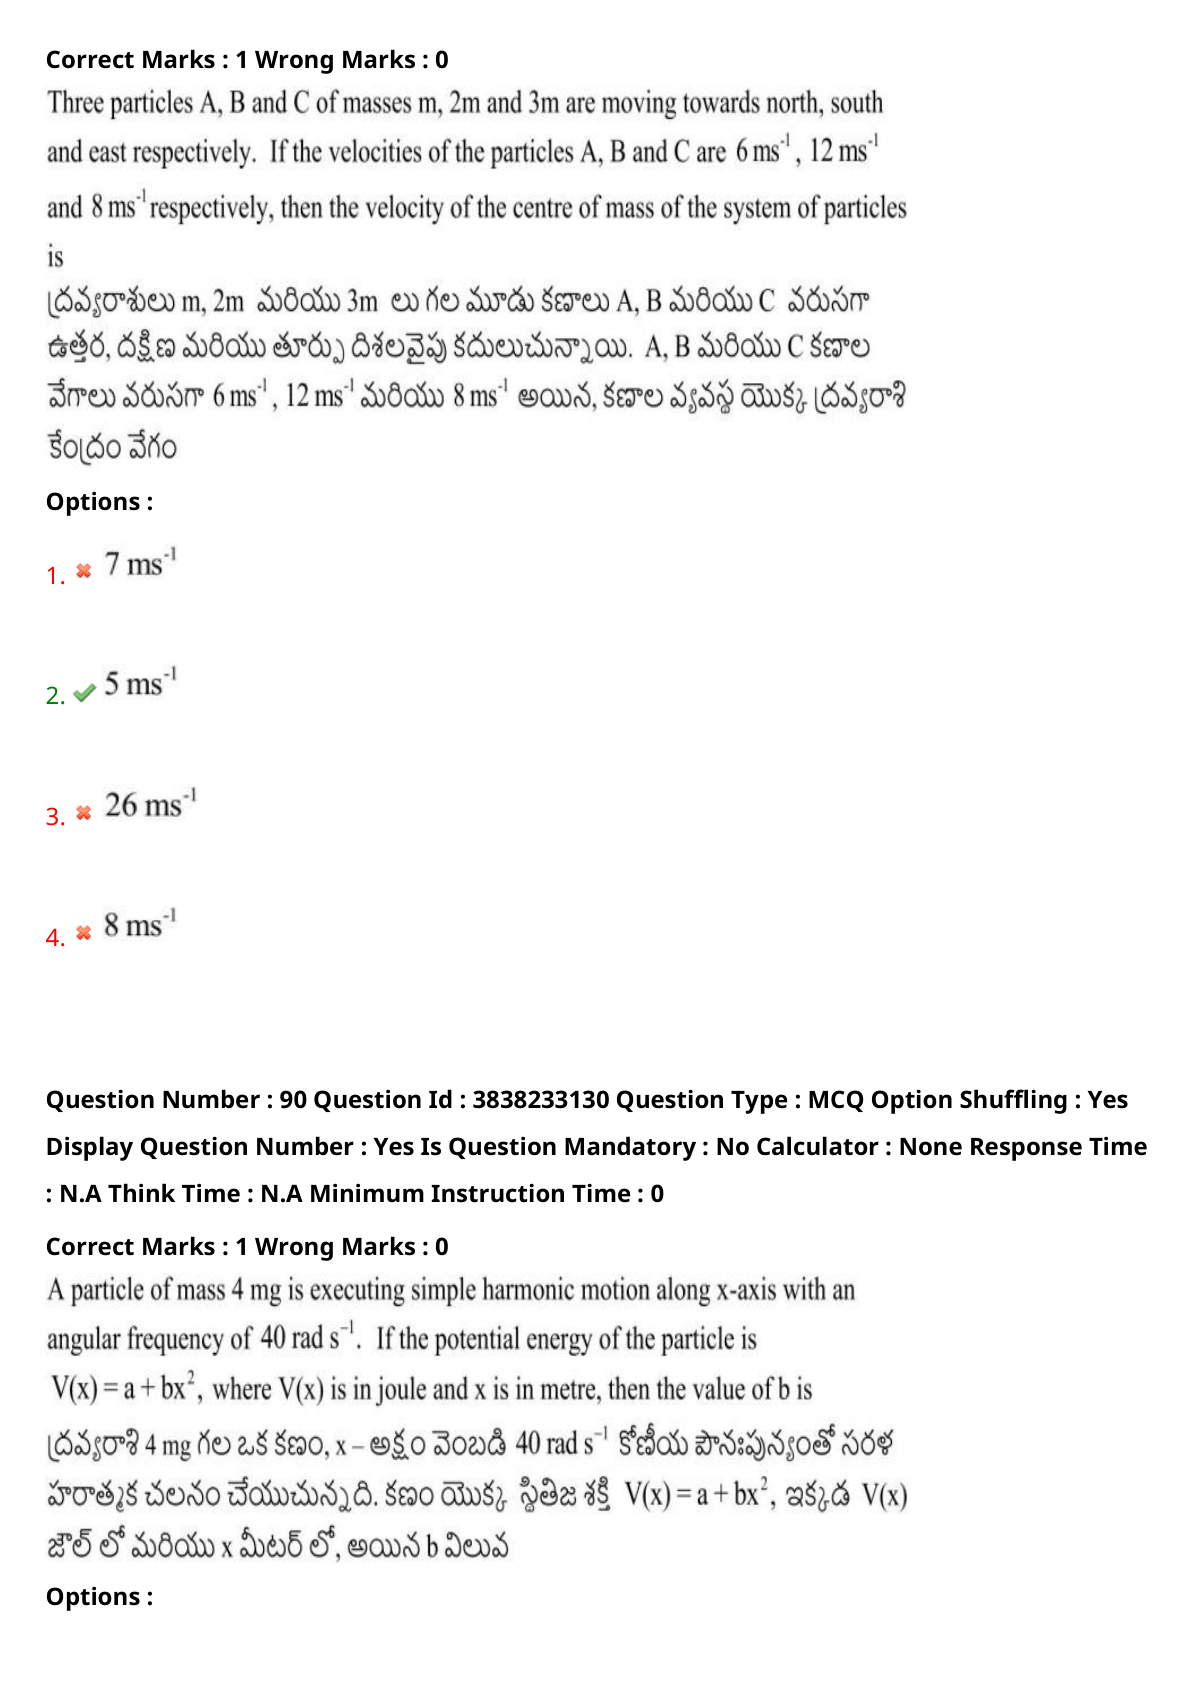 Correct Marks : 1 Wrong Marks : 0
Three particles A, B and C of masses m, 2m and 3m are moving towards north, south
and east respectively. If the velocities of the particles A, B and C are 6 ms⁻¹, 12 ms⁻¹
and 8 ms⁻¹ respectively, then the velocity of the centre of mass of the system of particles
is
ద్రవ్యరాశులు m, 2m మరియు 3m లు గల మూడు కణాలు A, B మరియు C వరుసగా
ఉత్తర, దక్షిణ మరియు తూర్పు దిశలవైపు కదులుచున్నాయి. A, B మరియు C కణాల
వేగాలు వరుసగా 6 ms⁻¹, 12 ms⁻¹ మరియు 8 ms⁻¹ అయిన, కణాల వ్యవస్థ యొక్క ద్రవ్యరాశి
కేంద్రం వేగం
Options :
1. 7 ms⁻¹
2. 5 ms⁻¹
3. 26 ms⁻¹
4. 8 ms⁻¹
Question Number : 90 Question Id : 3838233130 Question Type : MCQ Option Shuffling : Yes
Display Question Number : Yes Is Question Mandatory : No Calculator : None Response Time
: N.A Think Time : N.A Minimum Instruction Time : 0
Correct Marks : 1 Wrong Marks : 0
A particle of mass 4 mg is executing simple harmonic motion along x-axis with an
angular frequency of 40 rad s⁻¹. If the potential energy of the particle is
V(x) = a + bx², where V(x) is in joule and x is in metre, then the value of b is
ద్రవ్యరాశి 4 mg గల ఒక కణం, x – అక్షం వెంబడి 40 rad s⁻¹ కోణీయ పౌనఃపున్యంతో సరళ
హరాత్మక చలనం చేయుచున్నది. కణం యొక్క స్థితిజ శక్తి V(x) = a + bx², ఇక్కడ V(x)
జౌల్ లో మరియు x మీటర్ లో, అయిన b విలువ
Options :